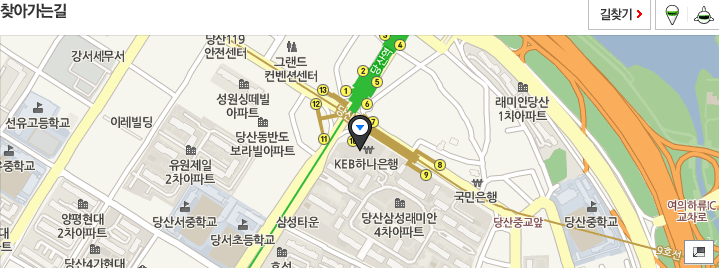 찾아가는길
길찾기
당산119
안전센터
강서세무서
그랜드
컨벤션센터
당산역
3
4
2
5
1
6
13
12
7
11
8
9
성원상떼빌
아파트
래미안당산
1차아파트
선유고등학교
아레빌딩
당산동반도
보라빌아파트
유원제일
2차아파트
중학교
KEB하나은행
국민은행
양평현대
2차아파트
당산서중학교
삼성타운
당산삼성래미안
4차아파트
당산중교앞
당산중학교
여의하류IC
교차로
당서초등학교
당산4가현대
효성
9호선